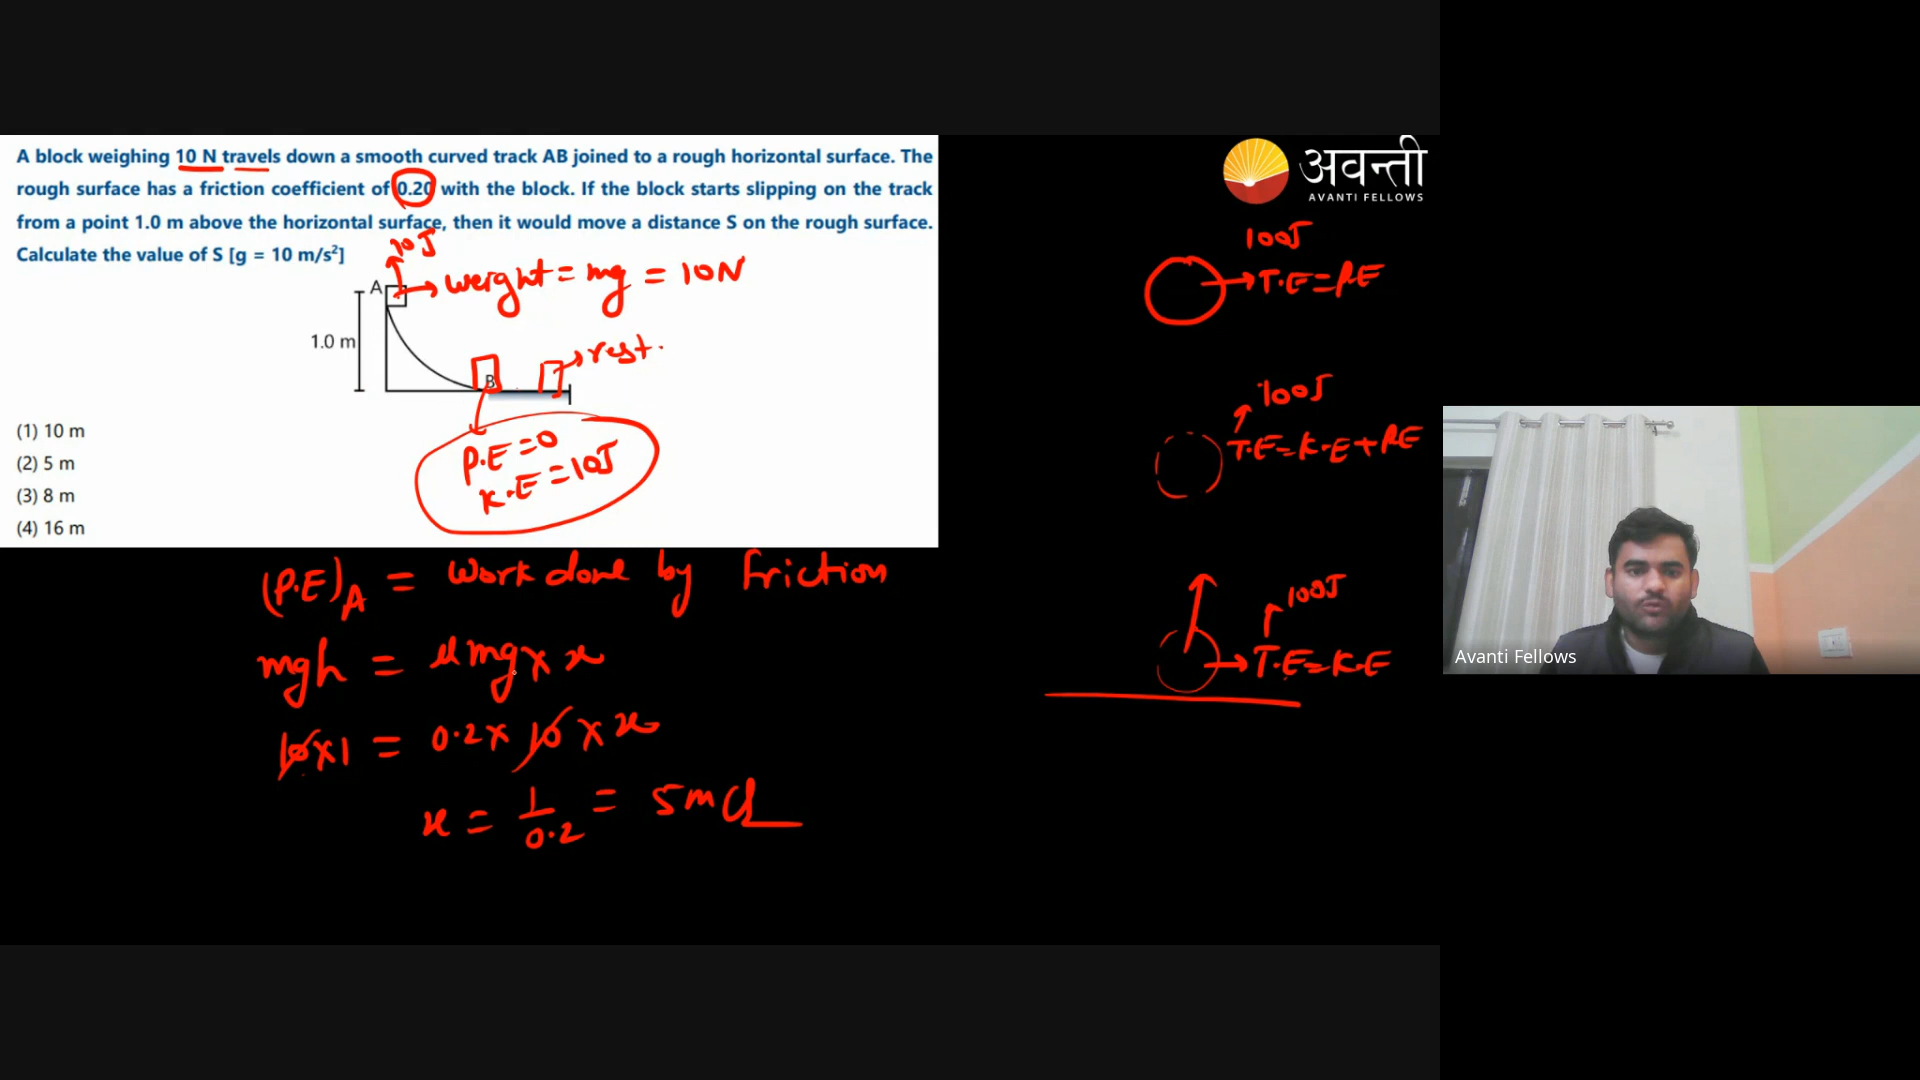 A block weighing 10 N travels down a smooth curved track AB joined to a rough horizontal surface. The
rough surface has a friction coefficient of 0.20 with the block. If the block starts slipping on the track
from a point 1.0 m above the horizontal surface, then it would move a distance S on the rough surface.
Calculate the value of S [g = 10 m/s²]
10J
A
weight = mg = 10N
1.0 m
rest.
B
P.E = 0
K.E = 10J
(1) 10 m
(2) 5 m
(3) 8 m
(4) 16 m
(P.E)A = work done by friction
mgh = μmg x x
10x1 = 0.2x 10 x x
x = 1/0.2 = 5m
अवन्ती
AVANTI FELLOWS
100J
T.E = P.E
100J
T.E = K.E + P.E
100J
T.E = K.E
Avanti Fellows